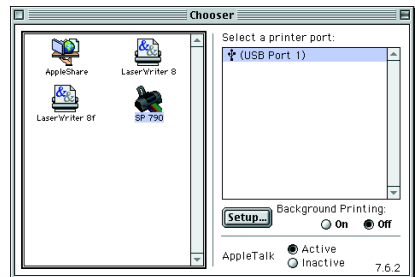 Chooser
AppleShare
LaserWriter 8
LaserWriter 8f
SP 790
Select a printer port:
(USB Port 1)
Setup...
Background Printing:
On Off
AppleTalk
Active
Inactive
7.6.2